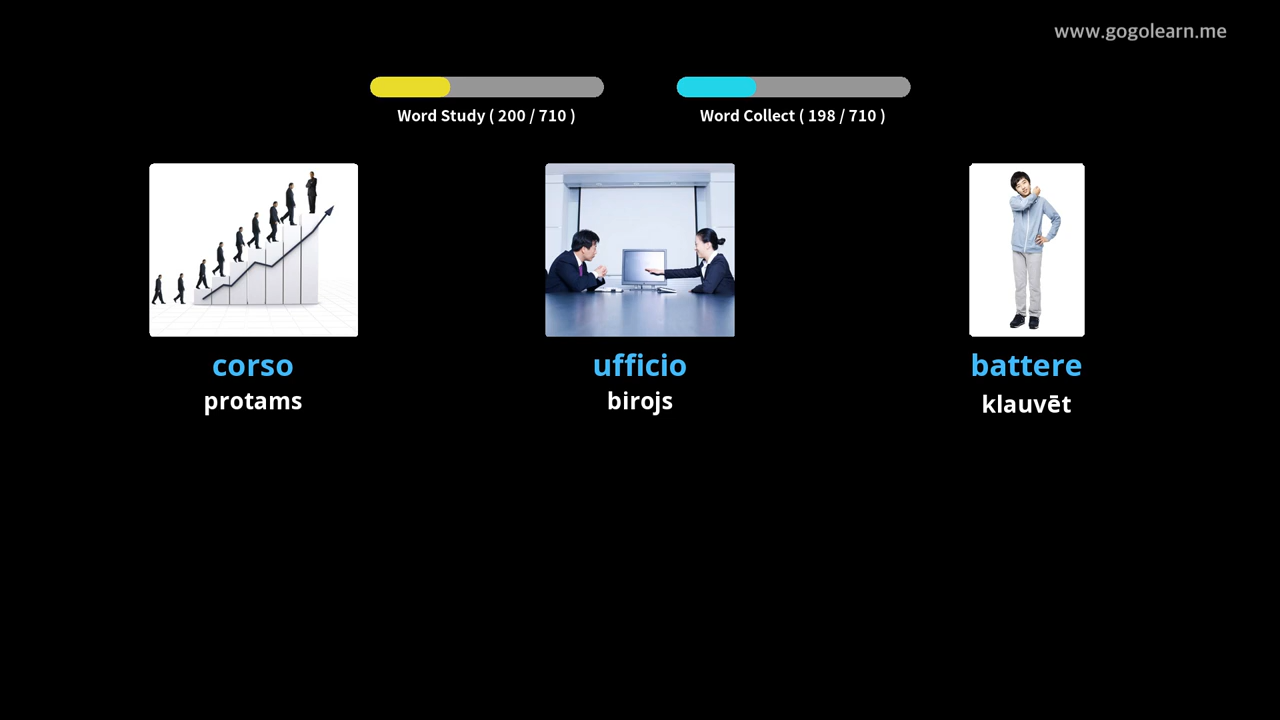 www.gogolearn.me
Word Study ( 200 / 710 )
Word Collect ( 198 / 710 )
corso
protams
ufficio
birojs
battere
klauvēt